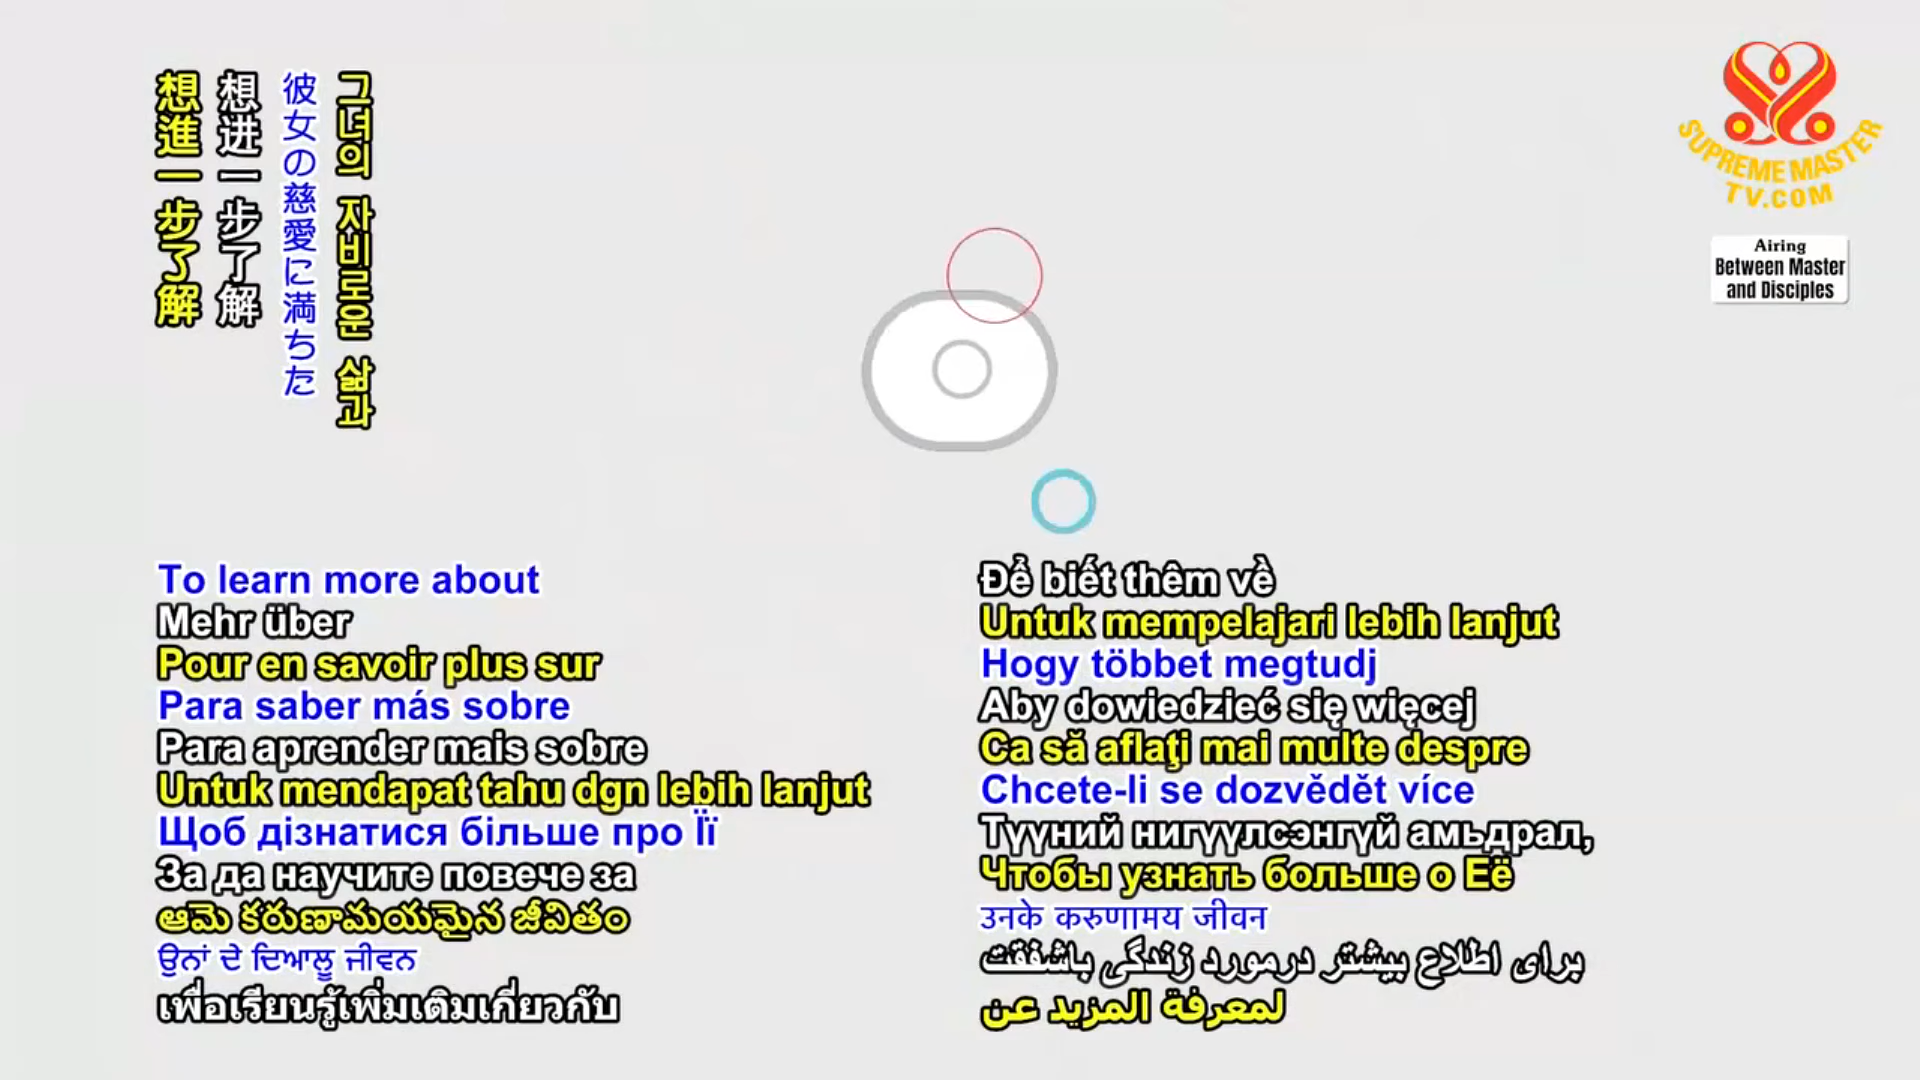 想進一步了解
想进一步了解
彼女の慈愛に満ちた
그녀의 자비로운 삶과
SUPREME MASTER
TV.COM
Airing
Between Master
and Disciples
To learn more about
Mehr über
Pour en savoir plus sur
Para saber más sobre
Para aprender mais sobre
Untuk mendapat tahu dgn lebih lanjut
Щоб дізнатися більше про Її
За да научите повече за
ఆమె కరుణామయమైన జీవితం
ਉਨਾਂ ਦੇ ਦਿਆਲੂ ਜੀਵਨ
เพื่อเรียนรู้เพิ่มเติมเกี่ยวกับ
Để biết thêm về
Untuk mempelajari lebih lanjut
Hogy többet megtudj
Aby dowiedzieć się więcej
Ca să aflaţi mai multe despre
Chcete-li se dozvědět více
Түүний нигүүлсэнгүй амьдрал,
Чтобы узнать больше о Её
उनके करुणामय जीवन
برای اطلاع بیشتر درمورد زندگی باشفقت
لمعرفة المزيد عن